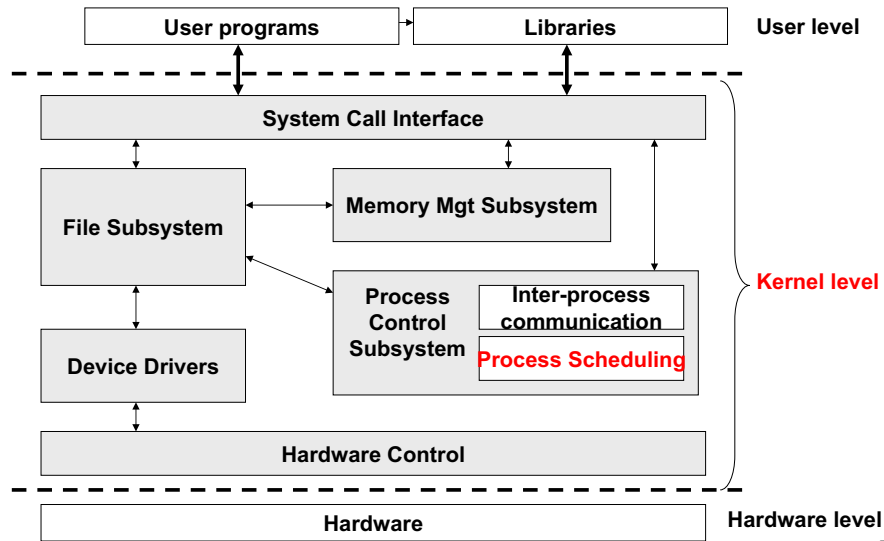 User programs
Libraries
User level
System Call Interface
File Subsystem
Memory Mgt Subsystem
Kernel level
Process
Control
Subsystem
Inter-process
communication
Process Scheduling
Device Drivers
Hardware Control
Hardware
Hardware level